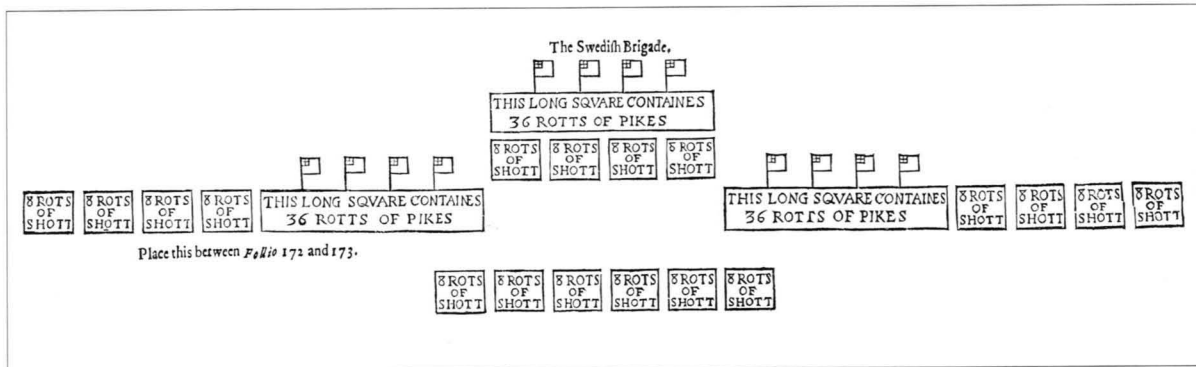 The Swediſh Brigade.
THIS LONG SQVARE CONTAINES
36 ROTTS OF PIKES
8 ROTS
OF
SHOTT
8 ROTS
OF
SHOTT
8 ROTS
OF
SHOTT
8 ROTS
OF
SHOTT
8 ROTS
OF
SHOTT
8 ROTS
OF
SHOTT
8 ROTS
OF
SHOTT
8 ROTS
OF
SHOTT
THIS LONG SQVARE CONTAINES
36 ROTTS OF PIKES
THIS LONG SQVARE CONTAINES
36 ROTTS OF PIKES
8 ROTS
OF
SHOTT
8 ROTS
OF
SHOTT
8 ROTS
OF
SHOTT
8 ROTS
OF
SHOTT
Place this between Follio 172 and 173.
8 ROTS
OF
SHOTT
8 ROTS
OF
SHOTT
8 ROTS
OF
SHOTT
8 ROTS
OF
SHOTT
8 ROTS
OF
SHOTT
8 ROTS
OF
SHOTT